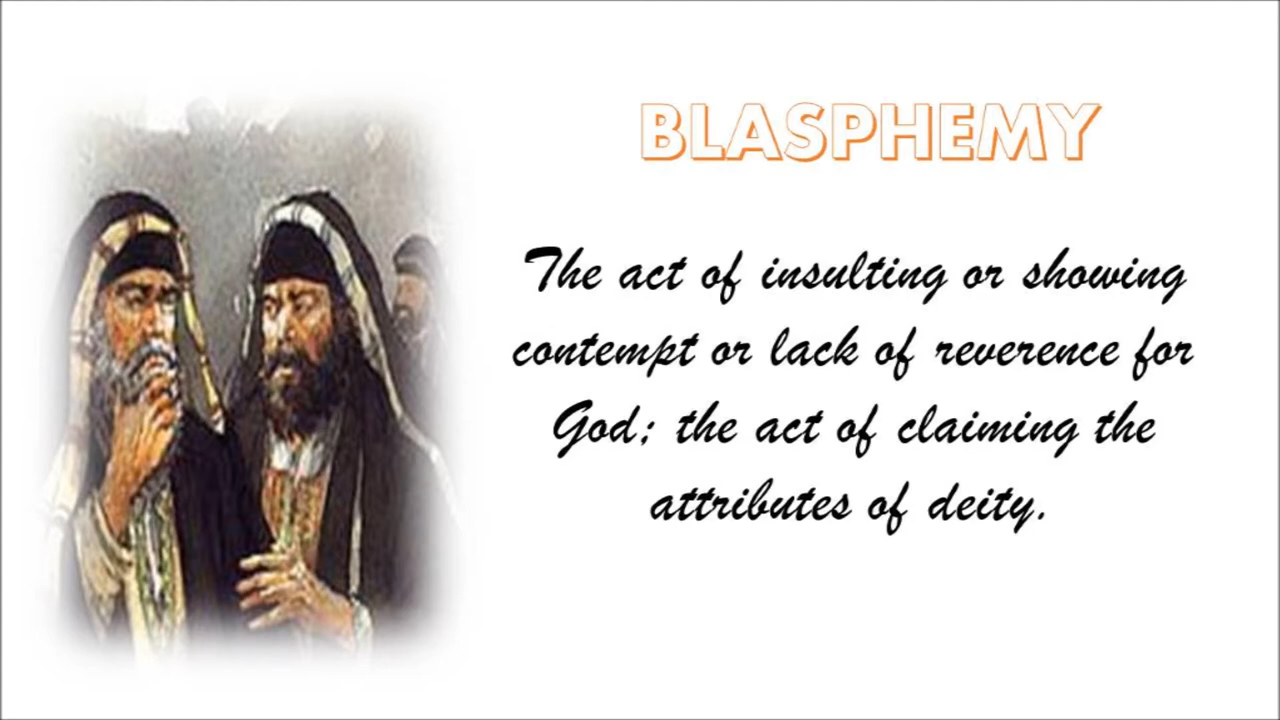 BLASPHEMY
The act of insulting or showing
contempt or lack of reverence for
God; the act of claiming the
attributes of deity.